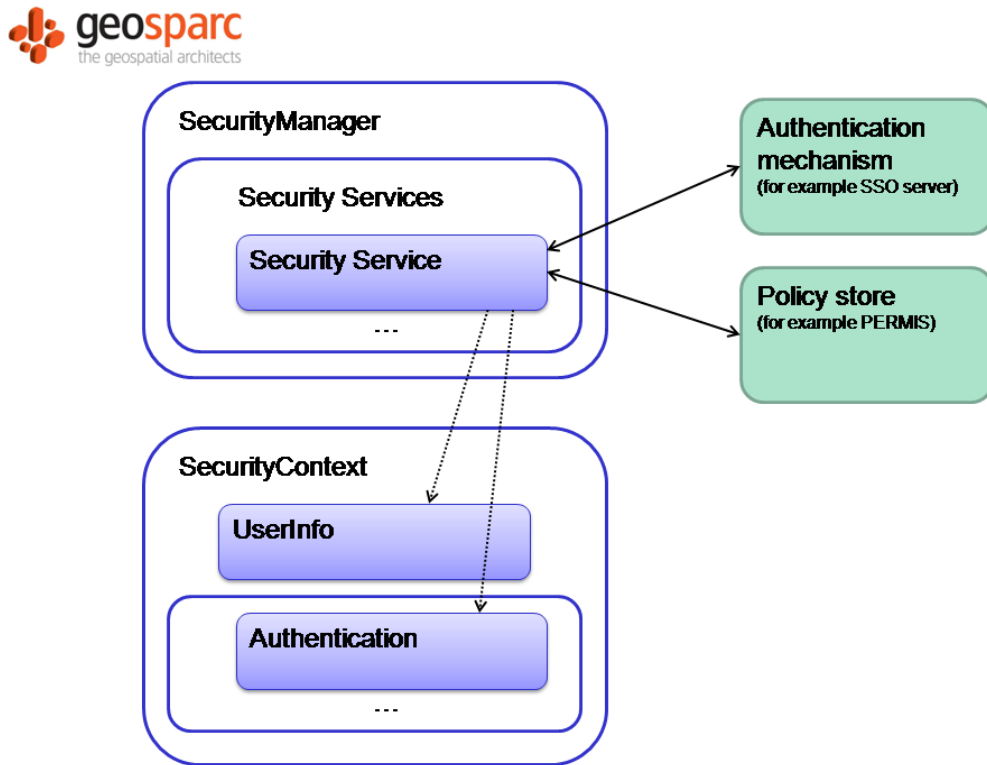 geosparc
the geospatial architects
SecurityManager
Security Services
Security Service
...
Authentication
mechanism
(for example SSO server)
Policy store
(for example PERMIS)
SecurityContext
UserInfo
Authentication
...